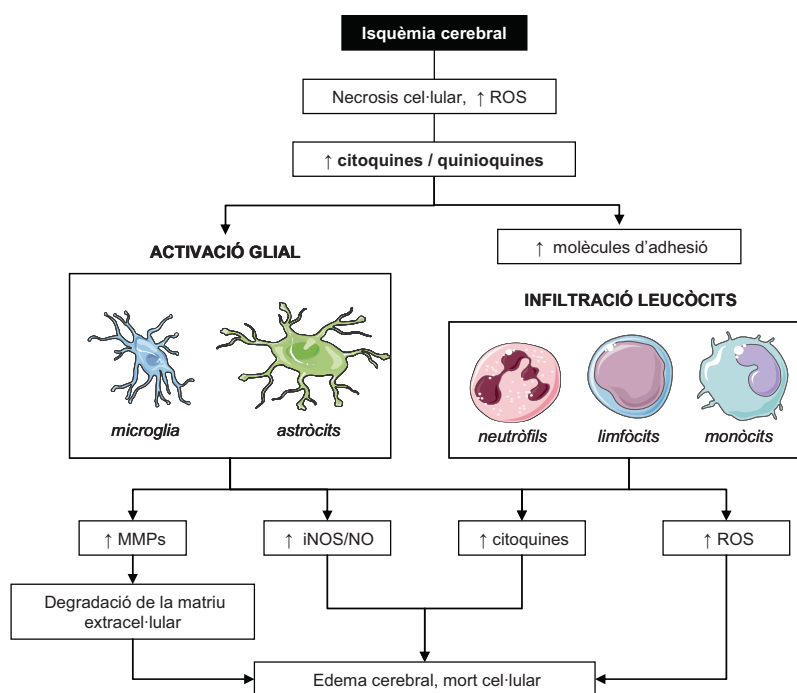 Isquèmia cerebral
Necrosis cel·lular, ↑ ROS
↑ citoquines / quinioquines
ACTIVACIÓ GLIAL
↑ molècules d'adhesió
INFILTRACIÓ LEUCÒCITS
microglia
astròcits
neutròfils
limfòcits
monòcits
↑ MMPs
↑ iNOS/NO
↑ citoquines
↑ ROS
Degradació de la matriu
extracel·lular
Edema cerebral, mort cel·lular